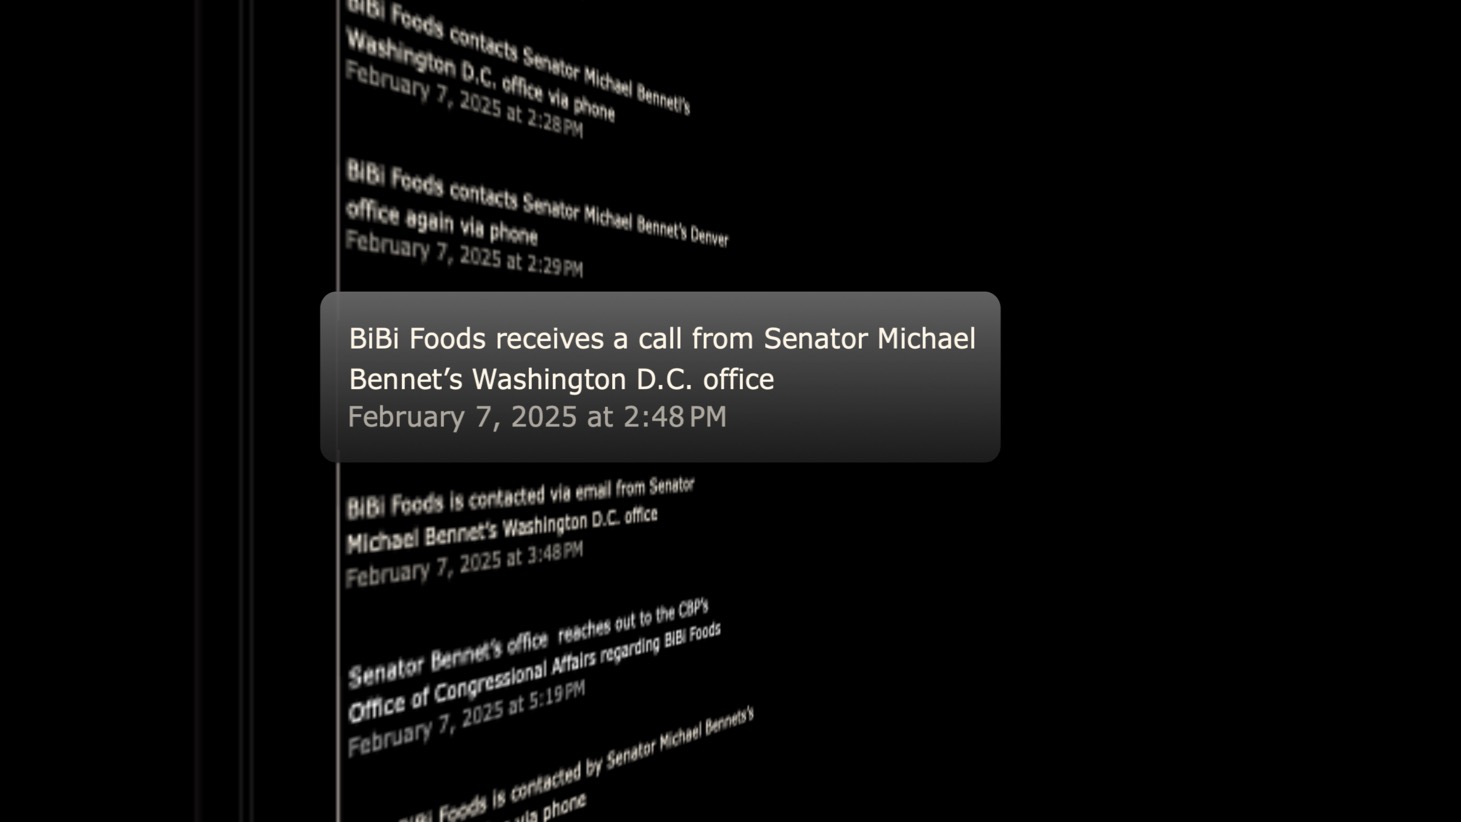 BiBi Foods contacts Senator Michael Bennett's
Washington D.C. office via phone
February 7, 2025 at 2:28 PM
BiBi Foods contacts Senator Michael Bennet's Denver
office again via phone
February 7, 2025 at 2:29 PM
BiBi Foods receives a call from Senator Michael
Bennet’s Washington D.C. office
February 7, 2025 at 2:48 PM
BiBi Foods is contacted via email from Senator
Michael Bennet's Washington D.C. office
February 7, 2025 at 3:48 PM
Senator Bennet's office reaches out to the CBP's
Office of Congressional Affairs regarding BiBi Foods
February 7, 2025 at 5:19 PM
BiBi Foods is contacted by Senator Michael Bennets's
via phone